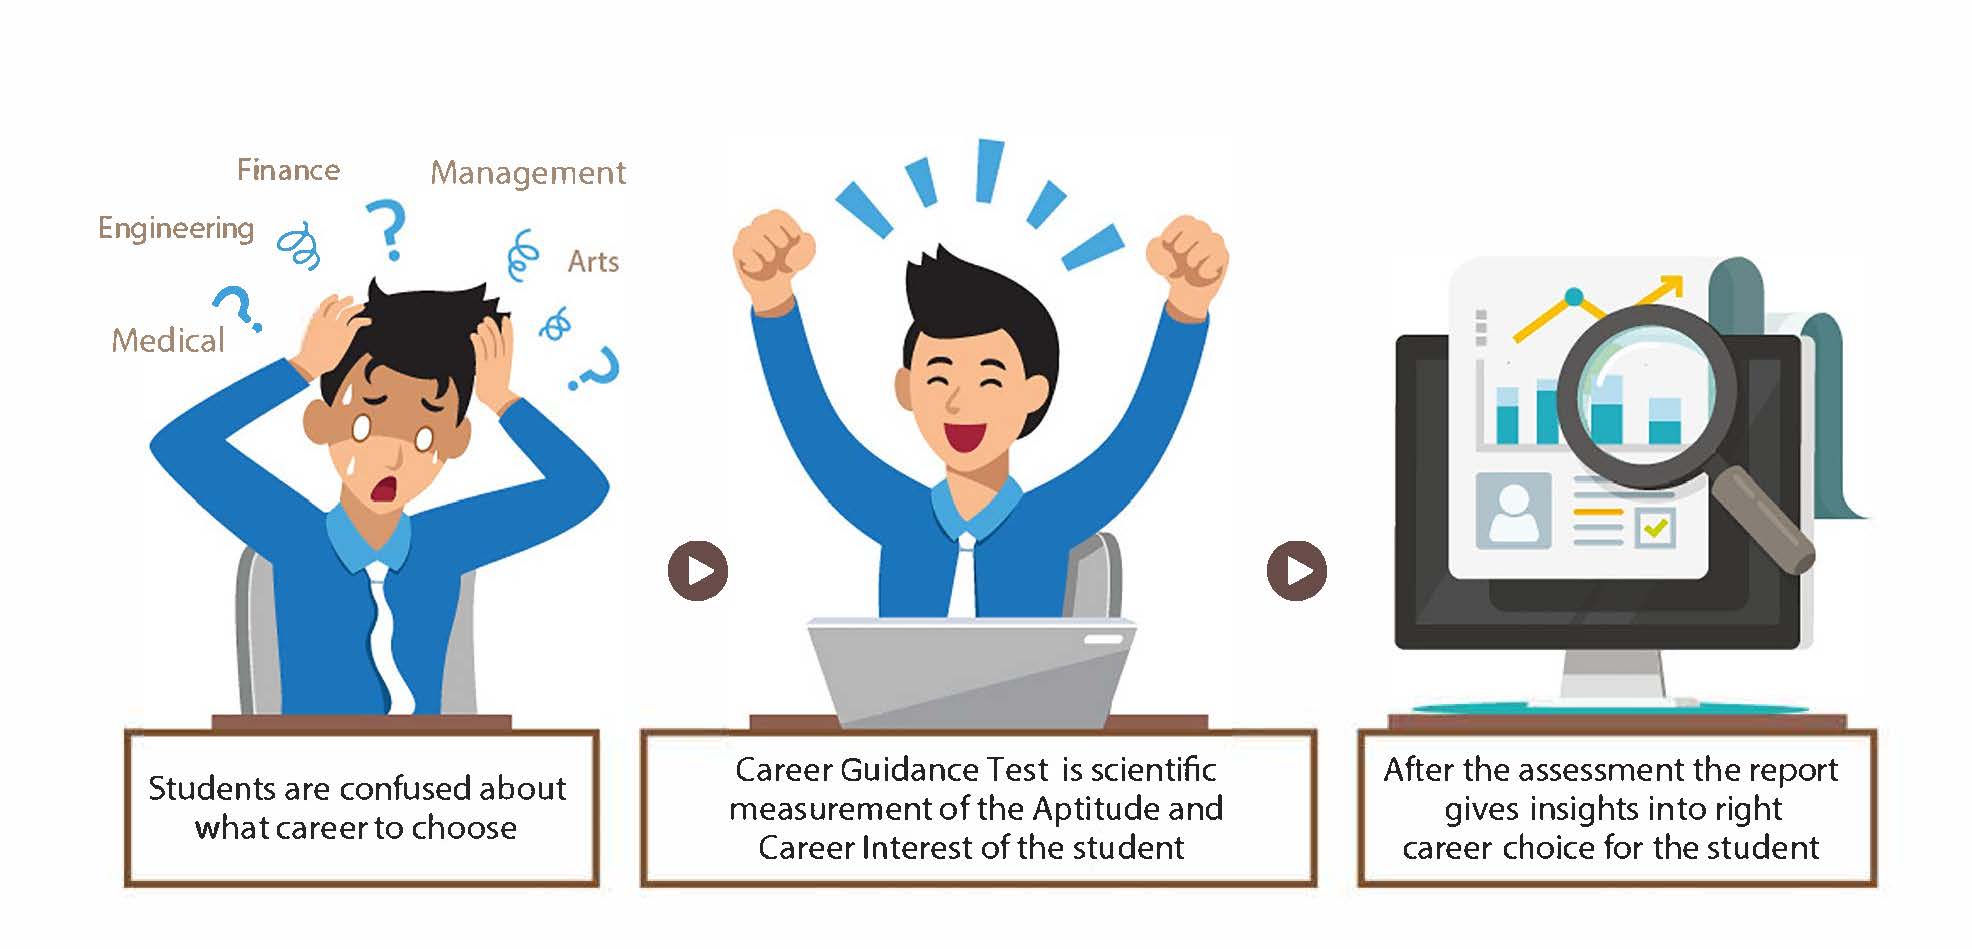 Finance
Management
Engineering
Arts
Medical
Students are confused about
what career to choose
Career Guidance Test is scientific
measurement of the Aptitude and
Career Interest of the student
After the assessment the report
gives insights into right
career choice for the student